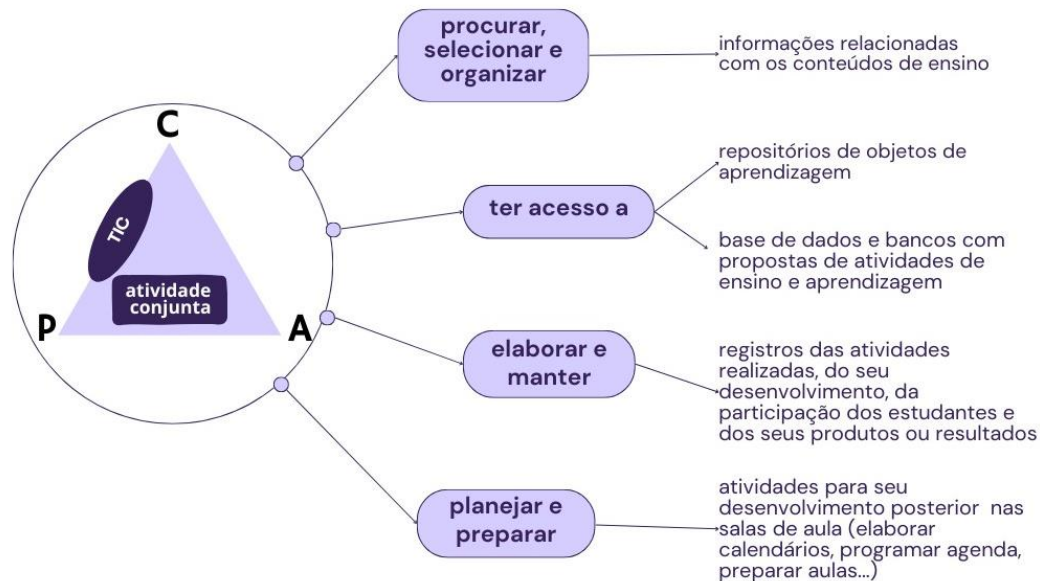 procurar,
selecionar e
organizar
informações relacionadas
com os conteúdos de ensino
C
TIC
atividade
conjunta
P
A
ter acesso a
repositórios de objetos de
aprendizagem
base de dados e bancos com
propostas de atividades de
ensino e aprendizagem
elaborar e
manter
registros das atividades
realizadas, do seu
desenvolvimento, da
participação dos estudantes e
dos seus produtos ou resultados
planejar e
preparar
atividades para seu
desenvolvimento posterior nas
salas de aula (elaborar
calendários, programar agenda,
preparar aulas...)